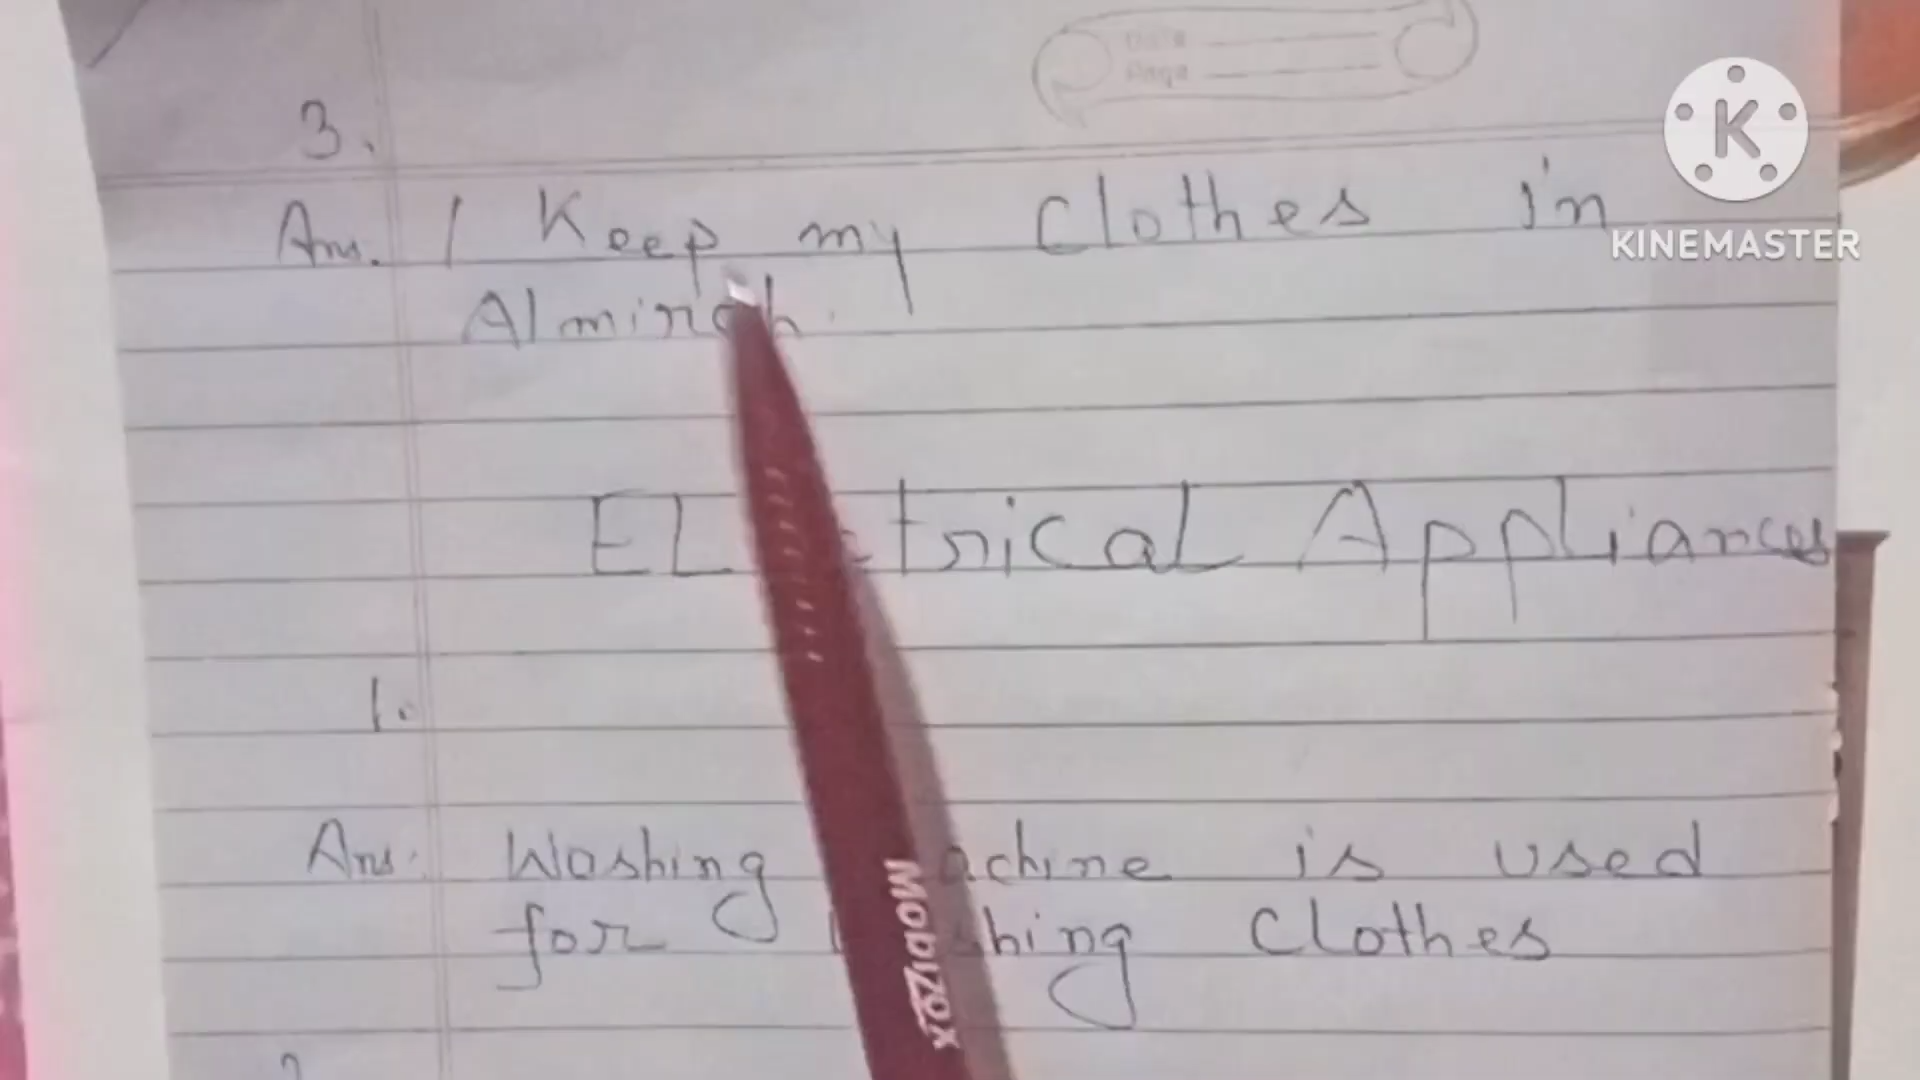 Date
Page
3.
Ans. I Keep my Clothes in
Almirah.
Electrical Appliances
1.
Ans. Washing machine is used
for washing Clothes
MODIZOX
K
KINEMASTER